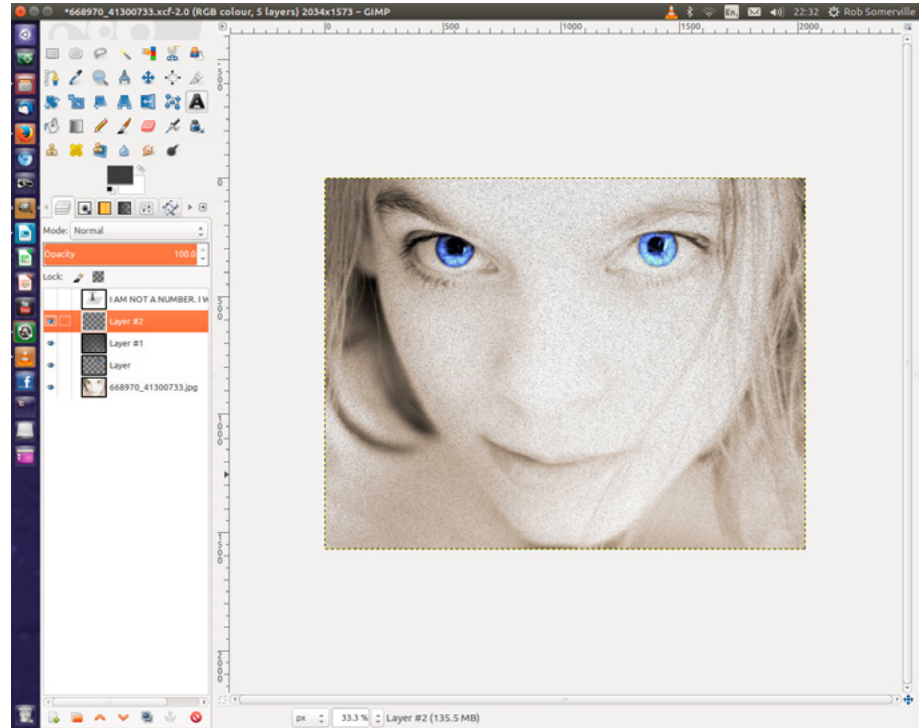 *668970_41300733.xcf-2.0 (RGB colour, 5 layers) 2034x1573 – GIMP
En
22:32
Rob Somerville
0
500
1000
1500
2000
Mode: Normal
Opacity 100.0
Lock:
I AM NOT A NUMBER. I W
Layer #2
Layer #1
Layer
668970_41300733.jpg
px
33.3 %
Layer #2 (135.5 MB)